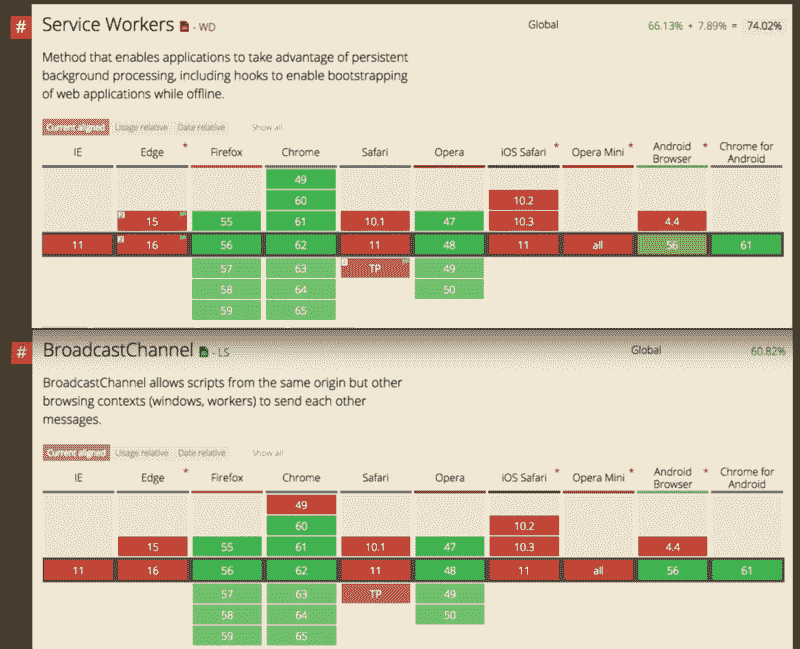 # Service Workers - WD Global 66.13% + 7.89% = 74.02%
Method that enables applications to take advantage of persistent
background processing, including hooks to enable bootstrapping
of web applications while offline.
Current aligned Usage relative Date relative Show all
IE Edge * Firefox Chrome Safari Opera iOS Safari * Opera Mini * Android Browser * Chrome for Android
49
60 10.2
15 55 61 10.1 47 10.3 4.4
11 16 56 62 11 48 11 all 56 61
57 63 TP 49
58 64 50
59 65
# BroadcastChannel - LS Global 60.82%
BroadcastChannel allows scripts from the same origin but other
browsing contexts (windows, workers) to send each other
messages.
Current aligned Usage relative Date relative Show all
IE Edge * Firefox Chrome Safari Opera iOS Safari * Opera Mini * Android Browser * Chrome for Android
49
60 10.2
15 55 61 10.1 47 10.3 4.4
11 16 56 62 11 48 11 all 56 61
57 63 TP 49
58 64 50
59 65